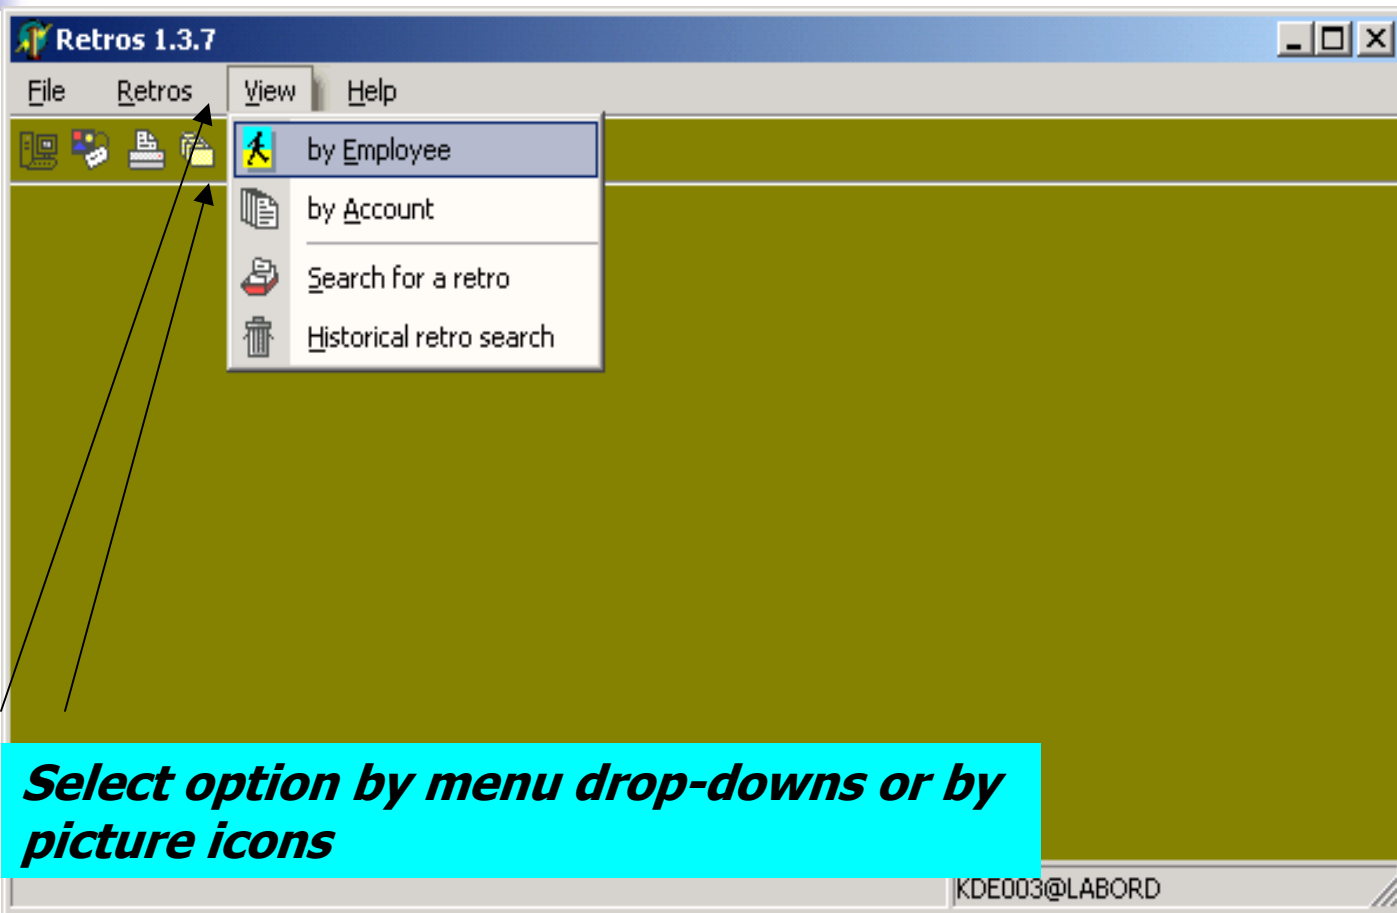 Retros 1.3.7
File Retros View Help
by Employee
by Account
Search for a retro
Historical retro search
Select option by menu drop-downs or by
picture icons
KDE003@LABORD